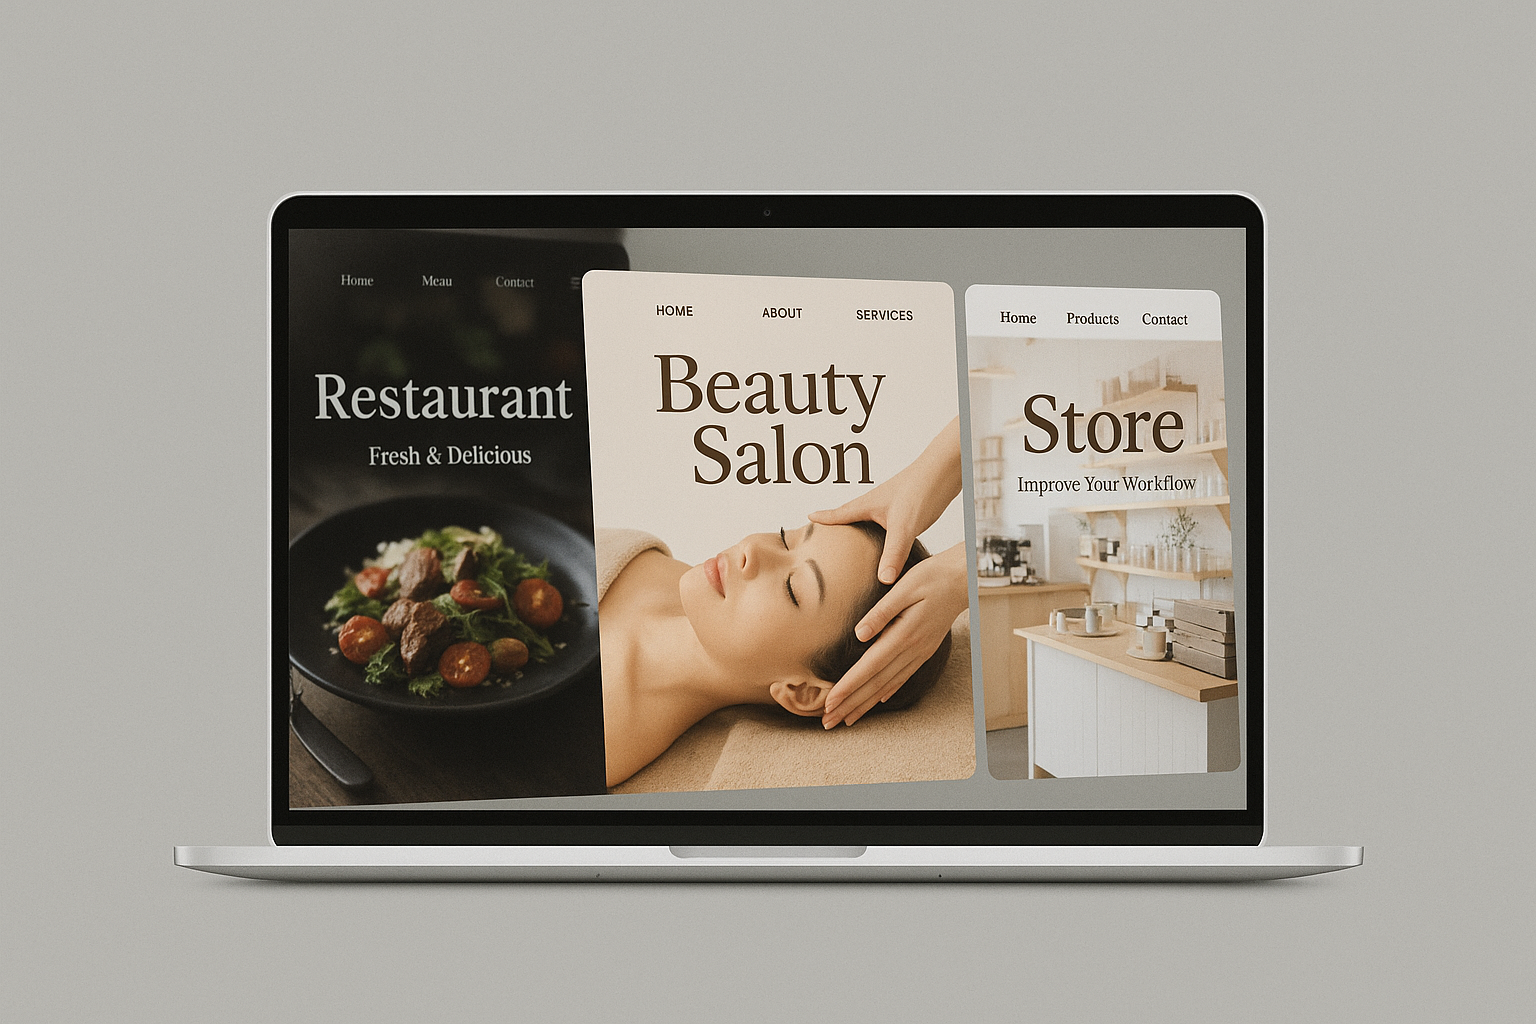 Home Meau Contact
Restaurant
Fresh & Delicious
HOME ABOUT SERVICES
Beauty
Salon
Home Products Contact
Store
Improve Your Workflow